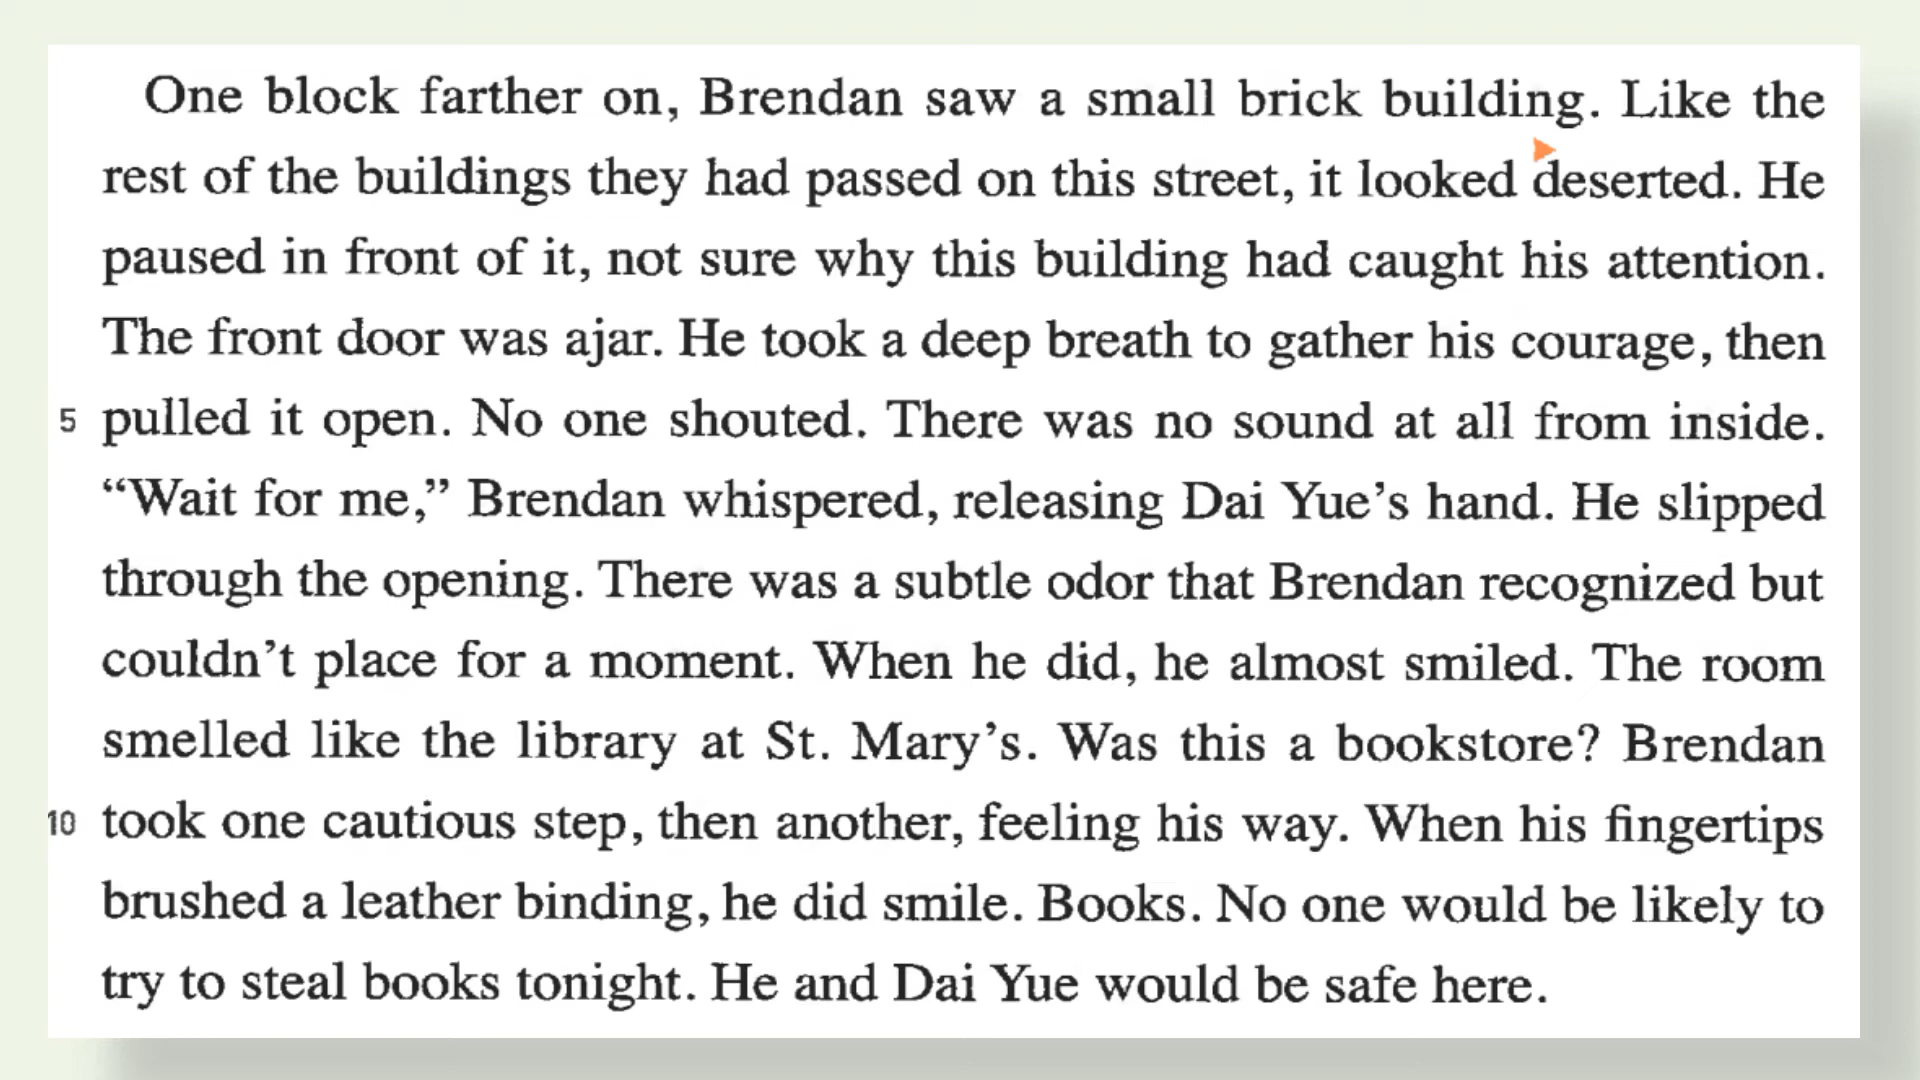 One block farther on, Brendan saw a small brick building. Like the
rest of the buildings they had passed on this street, it looked deserted. He
paused in front of it, not sure why this building had caught his attention.
The front door was ajar. He took a deep breath to gather his courage, then
5 pulled it open. No one shouted. There was no sound at all from inside.
“Wait for me,” Brendan whispered, releasing Dai Yue’s hand. He slipped
through the opening. There was a subtle odor that Brendan recognized but
couldn’t place for a moment. When he did, he almost smiled. The room
smelled like the library at St. Mary’s. Was this a bookstore? Brendan
10 took one cautious step, then another, feeling his way. When his fingertips
brushed a leather binding, he did smile. Books. No one would be likely to
try to steal books tonight. He and Dai Yue would be safe here.